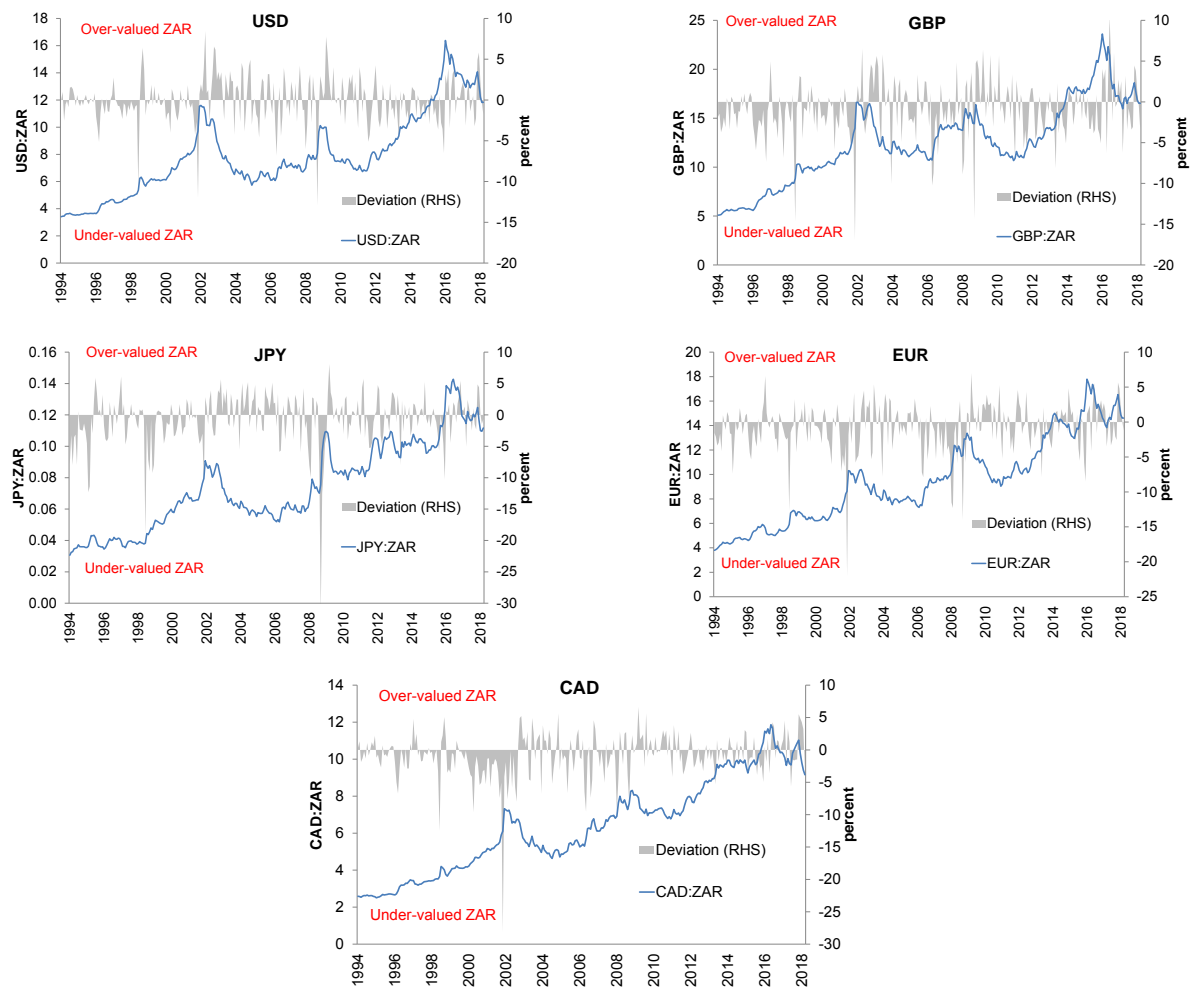 USD
Over-valued ZAR
18
16
14
12
10
8
6
4
2
0
USD:ZAR
10
5
0
-5
-10
-15
-20
percent
Deviation (RHS)
USD:ZAR
Under-valued ZAR
1994 1996 1998 2000 2002 2004 2006 2008 2010 2012 2014 2016 2018
GBP
Over-valued ZAR
25
20
15
10
5
0
GBP:ZAR
10
5
0
-5
-10
-15
-20
percent
Deviation (RHS)
GBP:ZAR
Under-valued ZAR
1994 1996 1998 2000 2002 2004 2006 2008 2010 2012 2014 2016 2018
JPY
Over-valued ZAR
0.16
0.14
0.12
0.10
0.08
0.06
0.04
0.02
0.00
JPY:ZAR
10
5
0
-5
-10
-15
-20
-25
-30
percent
Deviation (RHS)
JPY:ZAR
Under-valued ZAR
1994 1996 1998 2000 2002 2004 2006 2008 2010 2012 2014 2016 2018
EUR
Over-valued ZAR
20
18
16
14
12
10
8
6
4
2
0
EUR:ZAR
10
5
0
-5
-10
-15
-20
-25
percent
Deviation (RHS)
EUR:ZAR
Under-valued ZAR
1994 1996 1998 2000 2002 2004 2006 2008 2010 2012 2014 2016 2018
CAD
Over-valued ZAR
14
12
10
8
6
4
2
0
CAD:ZAR
10
5
0
-5
-10
-15
-20
-25
-30
percent
Deviation (RHS)
CAD:ZAR
Under-valued ZAR
1994 1996 1998 2000 2002 2004 2006 2008 2010 2012 2014 2016 2018